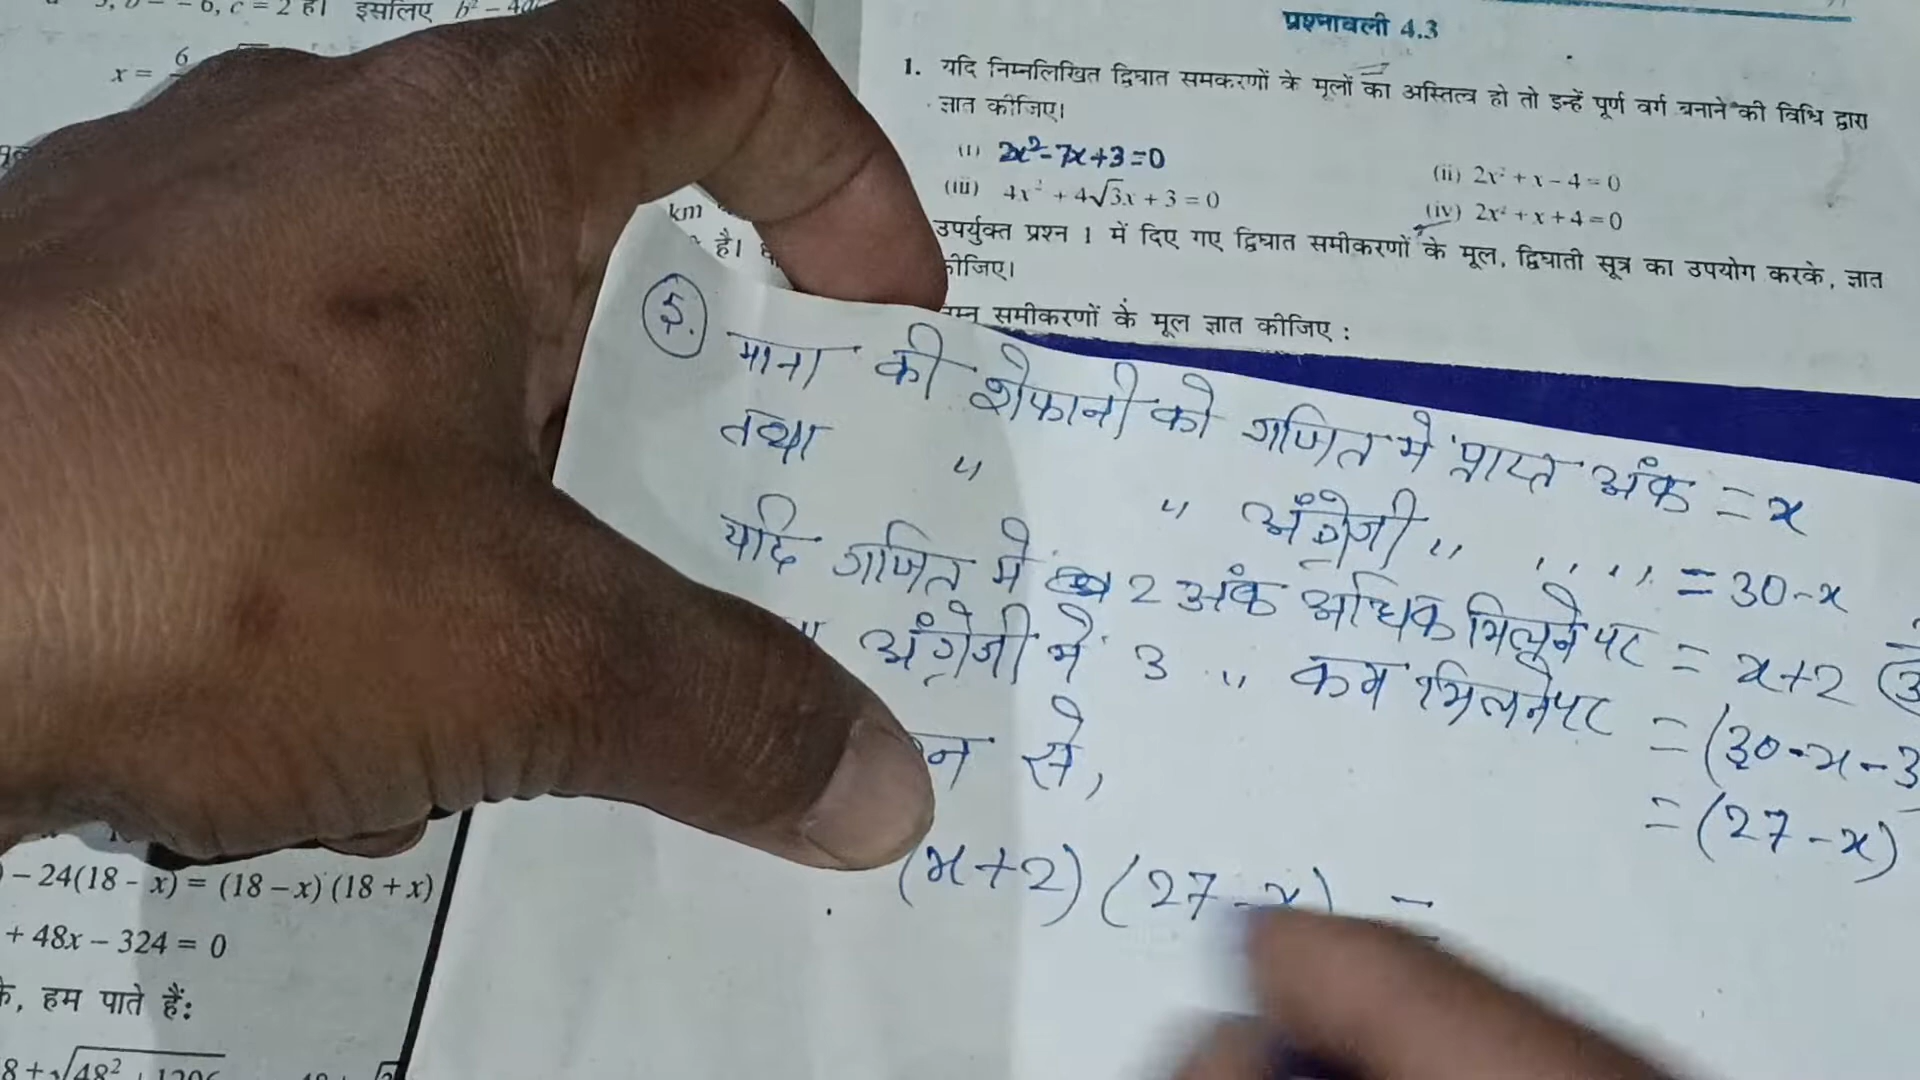 c = 2 है। इसलिए
x = 6
km
है।
– 24(18 – x) = (18 – x) (18 + x)
+ 48x – 324 = 0
हम पाते हैं:
प्रश्नावली 4.3
1. यदि निम्नलिखित द्विघात समकरणों के मूलों का अस्तित्व हो तो इन्हें पूर्ण वर्ग बनाने की विधि द्वारा
ज्ञात कीजिए।
(i) 2x² - 7x + 3 = 0
(ii) 2x² + x – 4 = 0
(iii) 4x² + 4√3x + 3 = 0
(iv) 2x² + x + 4 = 0
उपर्युक्त प्रश्न 1 में दिए गए द्विघात समीकरणों के मूल, द्विघाती सूत्र का उपयोग करके, ज्ञात
कीजिए।
समीकरणों के मूल ज्ञात कीजिए :
5. माना की शेफाली को गणित मे प्राप्त अंक = x
तथा " " अंग्रेजी " " " = 30-x
यदि गणित मे 2 अंक अधिक मिलने पर = x+2
अंग्रेजी मे 3 " कम मिलने पर = (30-x-3
= (27-x)
से,
(x+2) (27-x) =